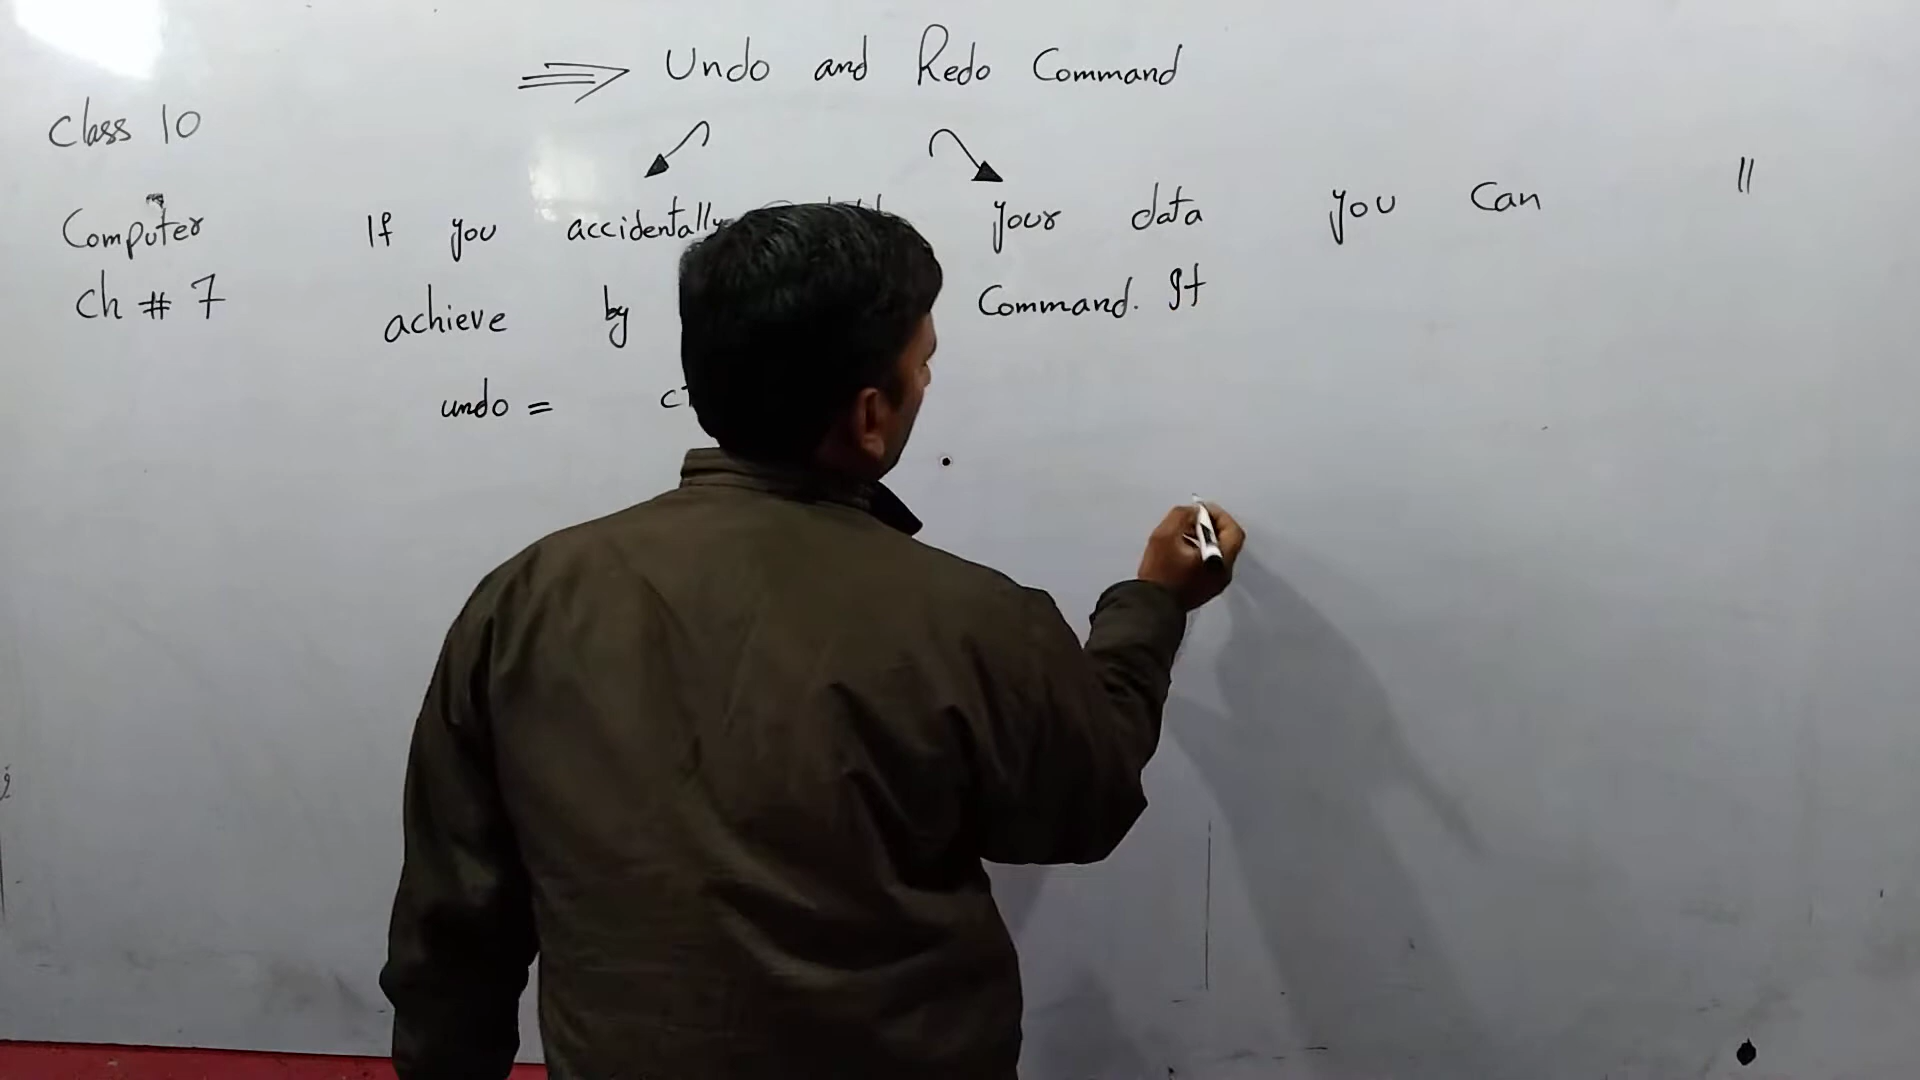 Undo and Redo Command
Class 10
Computer
Ch # 7
If you accidentally your data you Can
achieve by Command. It
undo =